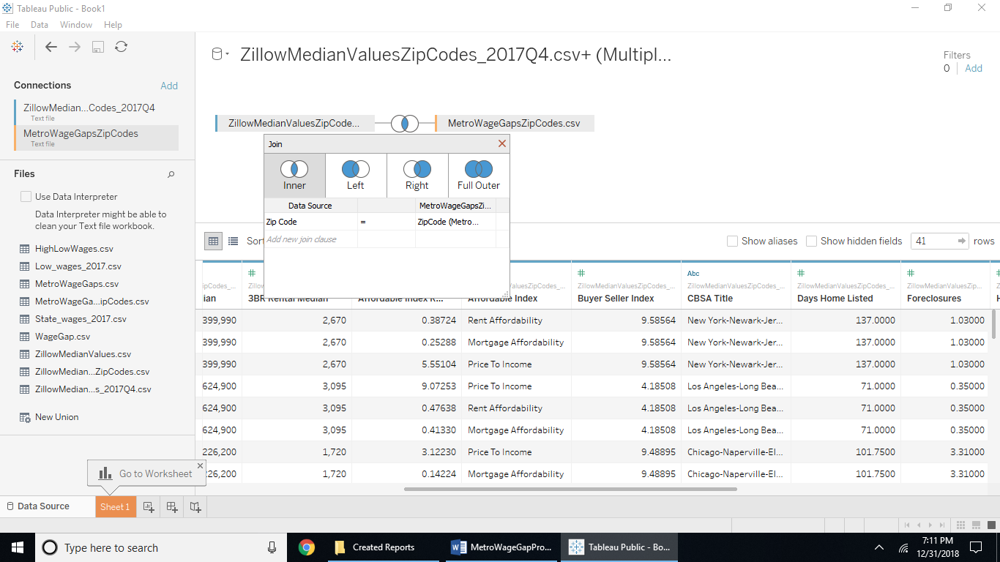 Tableau Public - Book1
File Data Window Help
ZillowMedianValuesZipCodes_2017Q4.csv+ (Multipl...
Filters
0 Add
Connections Add
ZillowMedian...Codes_2017Q4
Text file
MetroWageGapsZipCodes
Text file
Files
Use Data Interpreter
Data Interpreter might be able to
clean your Text file workbook.
HighLowWages.csv
Low_wages_2017.csv
MetroWageGaps.csv
MetroWageGa...ipCodes.csv
State_wages_2017.csv
WageGap.csv
ZillowMedianValues.csv
ZillowMedian...ZipCodes.csv
ZillowMedian...s_2017Q4.csv
New Union
ZillowMedianValuesZipCode... MetroWageGapsZipCodes.csv
Join
Inner Left Right Full Outer
Data Source MetroWageGapsZi...
Zip Code = ZipCode (Metro...
Add new join clause
Sort Show aliases Show hidden fields 41 rows
Abc
ipCodes_... Zillow aluesZipCodes_... ZillowMedianValuesZipCodes_... ZillowMedianValuesZipCodes_... ZillowMedianValuesZipCodes_... ZillowMedianValuesZip...
ian 3BR Rental Median Affordable Index R... Affordable Index Buyer Seller Index CBSA Title Days Home Listed Foreclosures
399,990 2,670 0.38724 Rent Affordability 9.58564 New York-Newark-Jer... 137.0000 1.03000
399,990 2,670 0.25288 Mortgage Affordability 9.58564 New York-Newark-Jer... 137.0000 1.03000
399,990 2,670 5.55104 Price To Income 9.58564 New York-Newark-Jer... 137.0000 1.03000
624,900 3,095 9.07253 Price To Income 4.18508 Los Angeles-Long Bea... 71.0000 0.35000
624,900 3,095 0.47638 Rent Affordability 4.18508 Los Angeles-Long Bea... 71.0000 0.35000
624,900 3,095 0.41330 Mortgage Affordability 4.18508 Los Angeles-Long Bea... 71.0000 0.35000
226,200 1,720 3.12230 Price To Income 9.48895 Chicago-Naperville-El... 101.7500 3.31000
226,200 1,720 0.14224 Mortgage Affordability 9.48895 Chicago-Naperville-El... 101.7500 3.31000
Go to Worksheet
Data Source Sheet 1
Type here to search Created Reports MetroWageGapPro... Tableau Public - Bo... 7:11 PM
12/31/2018